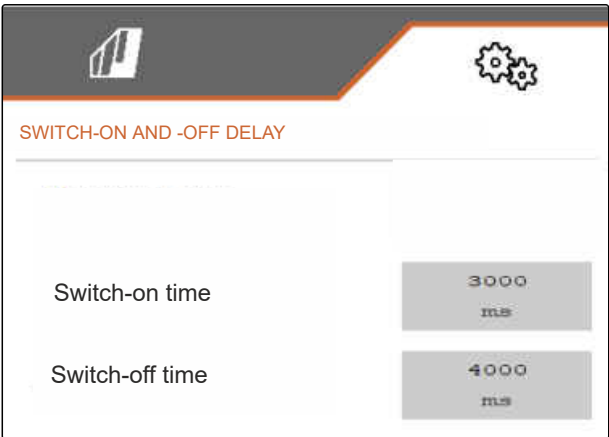 SWITCH-ON AND -OFF DELAY
Switch-on time
3000
ms
Switch-off time
4000
ms